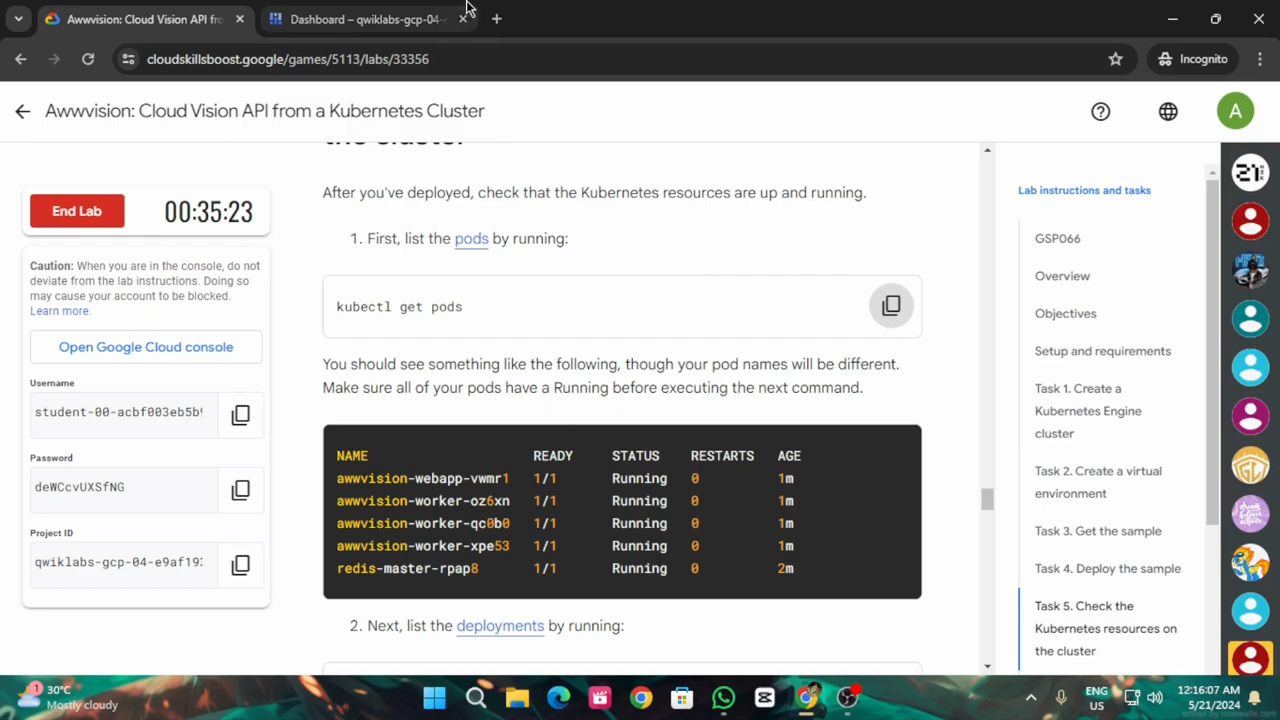 Awwvision: Cloud Vision API fro
Dashboard – qwiklabs-gcp-04-
cloudskillsboost.google/games/5113/labs/33356
Incognito
Awwvision: Cloud Vision API from a Kubernetes Cluster
A
End Lab
00:35:23
Caution: When you are in the console, do not
deviate from the lab instructions. Doing so
may cause your account to be blocked.
Learn more.
Open Google Cloud console
Username
student-00-acbf003eb5b
Password
deWCcvUXSfNG
Project ID
qwiklabs-gcp-04-e9af19
the cluster
After you've deployed, check that the Kubernetes resources are up and running.
1. First, list the pods by running:
kubectl get pods
You should see something like the following, though your pod names will be different.
Make sure all of your pods have a Running before executing the next command.
NAME READY STATUS RESTARTS AGE
awwvision-webapp-vwmr1 1/1 Running 0 1m
awwvision-worker-oz6xn 1/1 Running 0 1m
awwvision-worker-qc0b0 1/1 Running 0 1m
awwvision-worker-xpe53 1/1 Running 0 1m
redis-master-rpap8 1/1 Running 0 2m
2. Next, list the deployments by running:
Lab instructions and tasks
GSP066
Overview
Objectives
Setup and requirements
Task 1. Create a
Kubernetes Engine
cluster
Task 2. Create a virtual
environment
Task 3. Get the sample
Task 4. Deploy the sample
Task 5. Check the
Kubernetes resources on
the cluster
21
1
30°C
Mostly cloudy
ENG
US
12:16:07 AM
5/21/2024